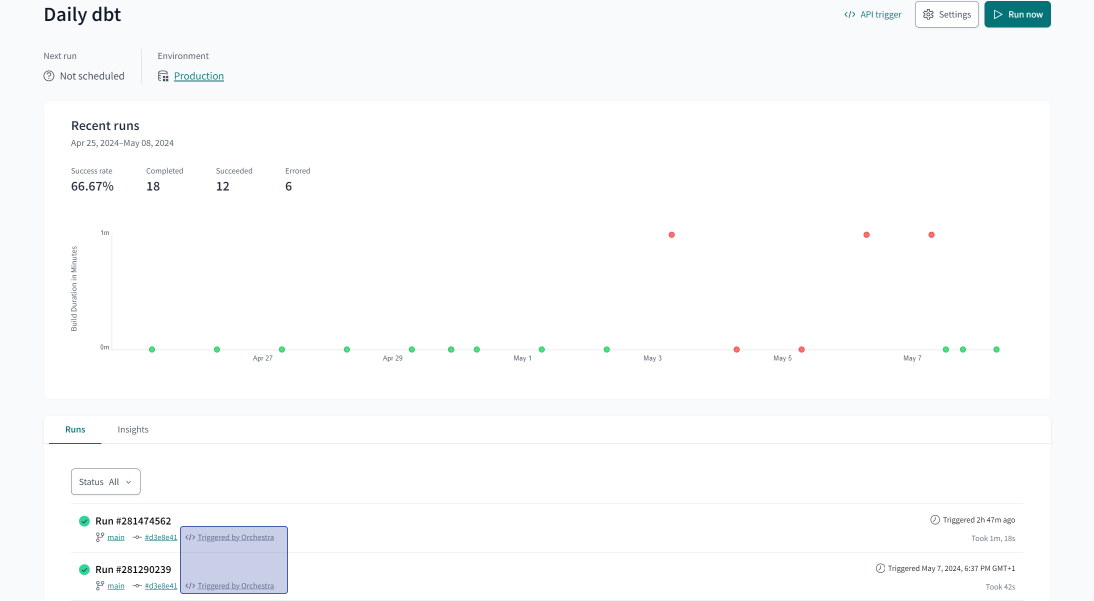 Daily dbt
API trigger Settings Run now
Next run Environment
Not scheduled Production
Recent runs
Apr 25, 2024–May 08, 2024
Success rate Completed Succeeded Errored
66.67% 18 12 6
1m
Build Duration in Minutes
0m
Apr 27 Apr 29 May 1 May 3 May 5 May 7
Runs Insights
Status All
Run #281474562 Triggered 2h 47m ago
main #d3e8e41 </> Triggered by Orchestra Took 1m, 18s
Run #281290239 Triggered May 7, 2024, 6:37 PM GMT+1
main #d3e8e41 </> Triggered by Orchestra Took 42s